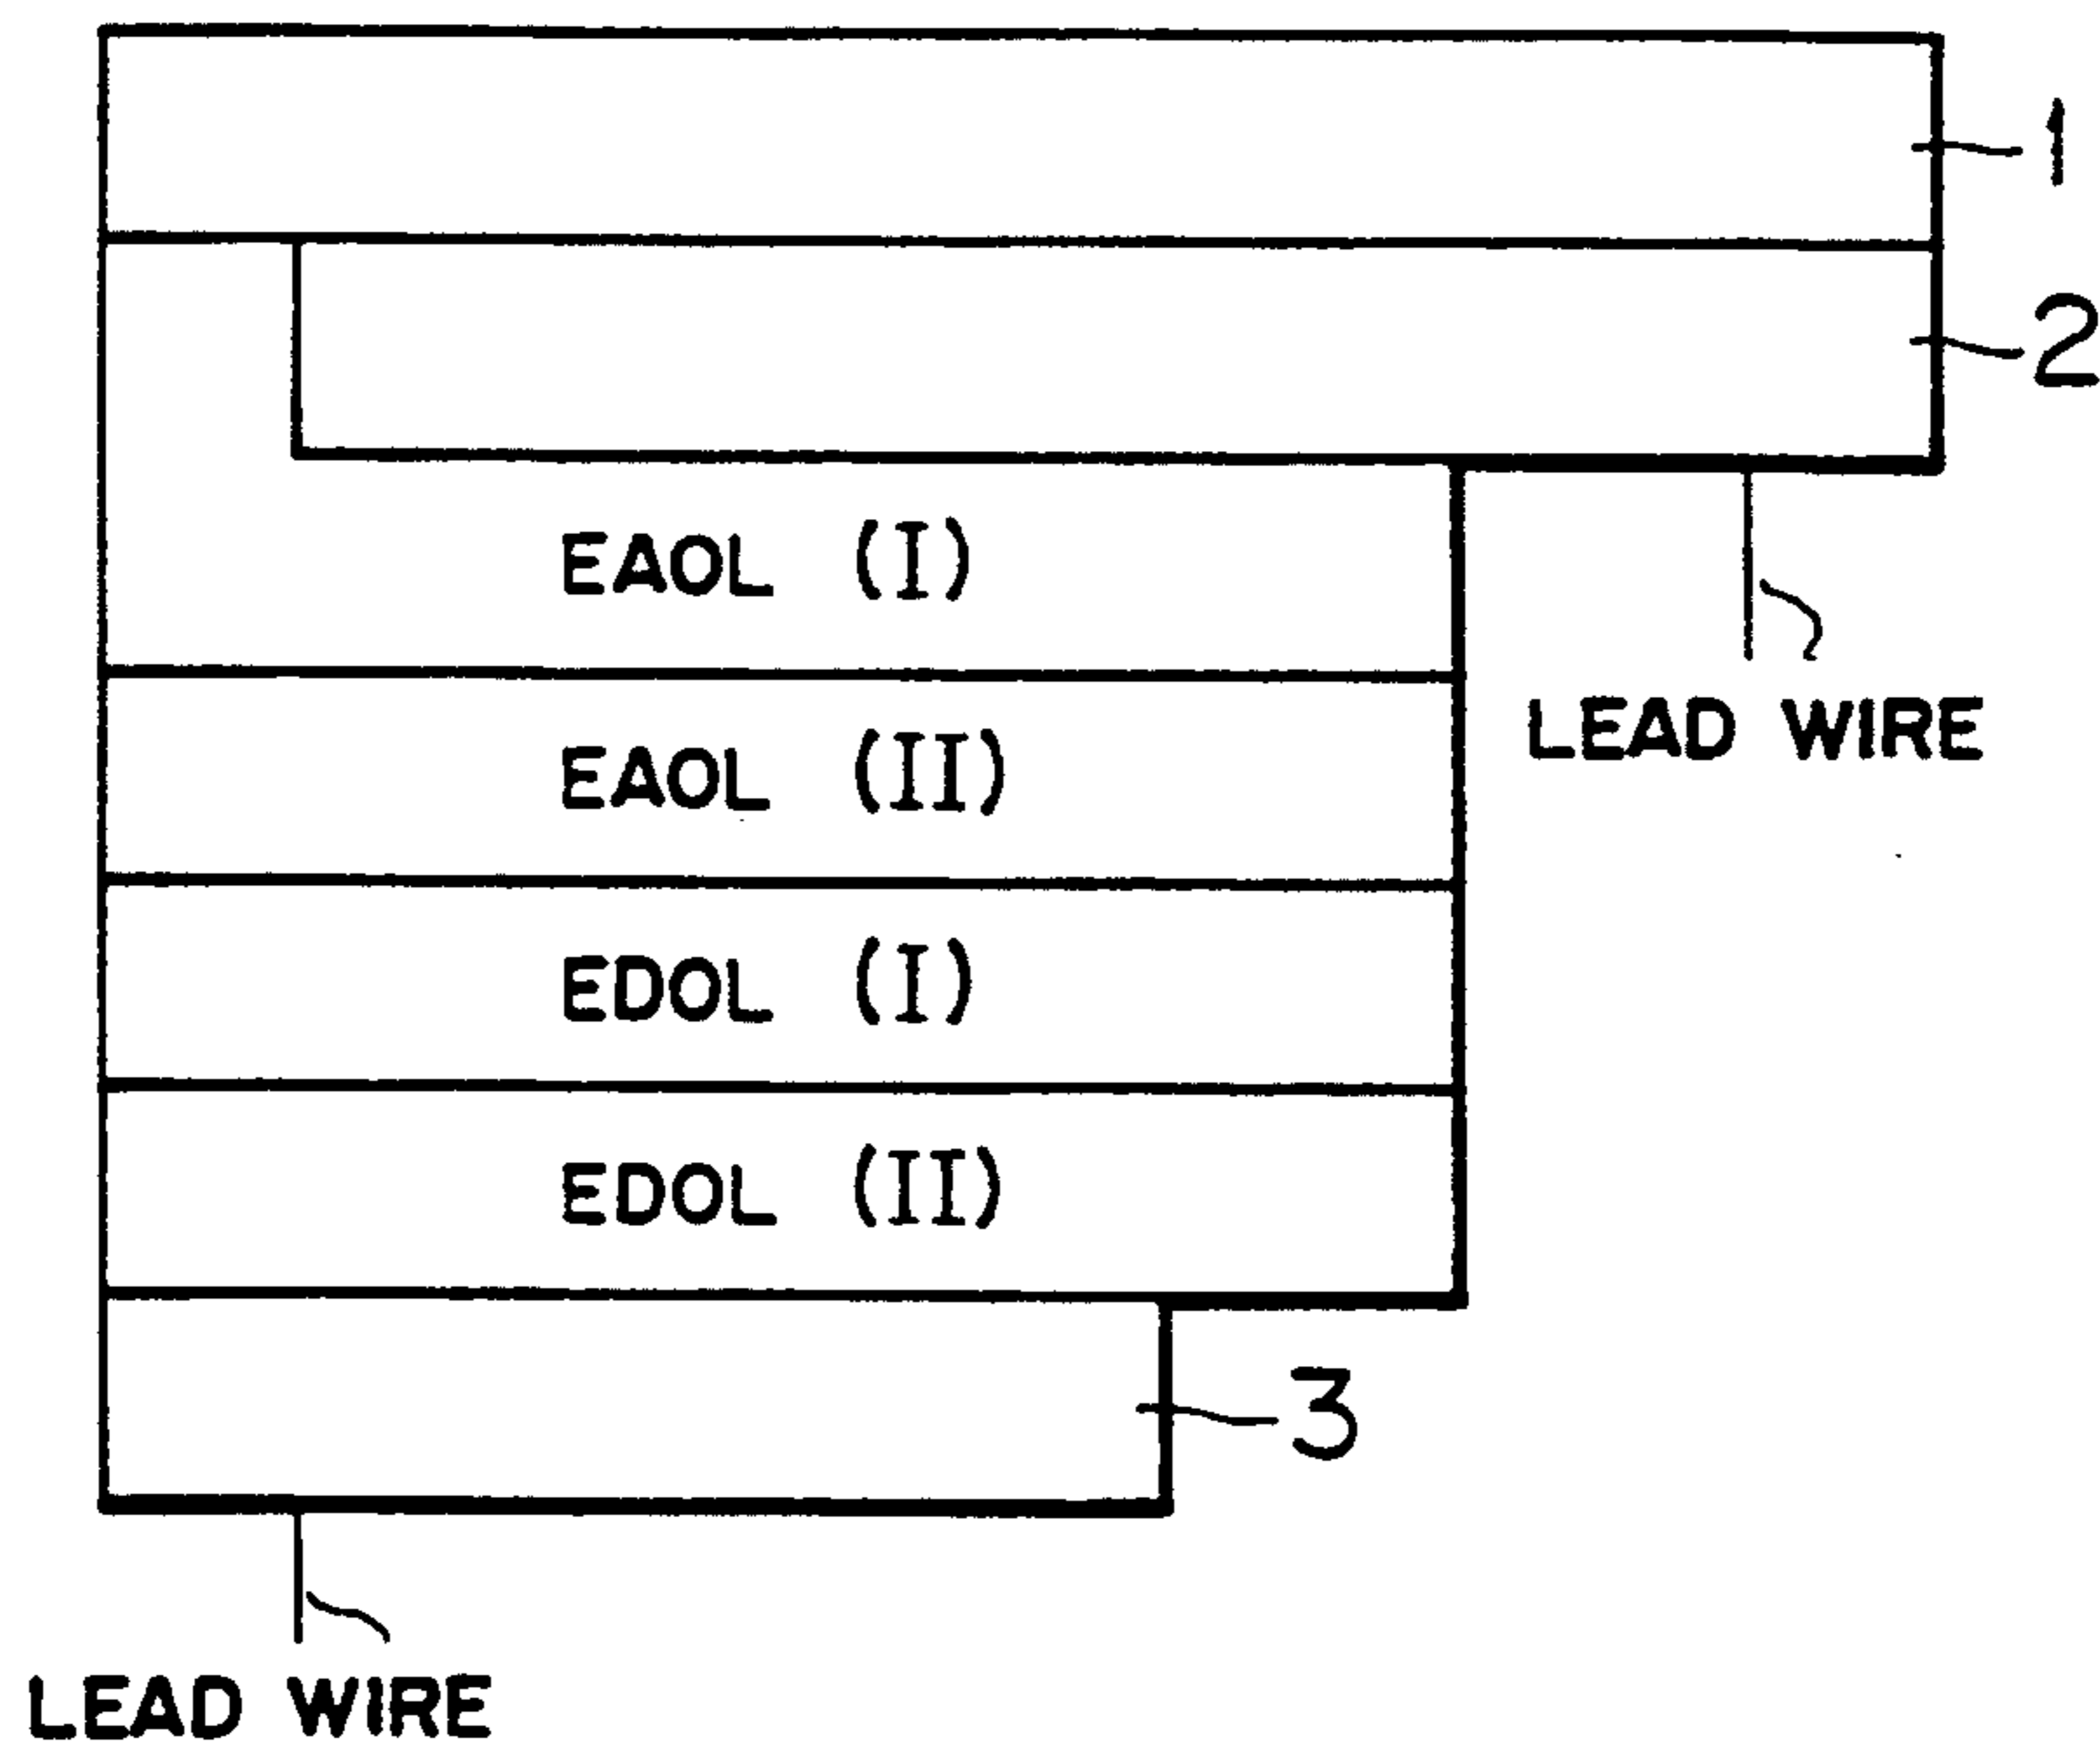 1
2
EAOL (I)
LEAD WIRE
EAOL (II)
EDOL (I)
EDOL (II)
3
LEAD WIRE